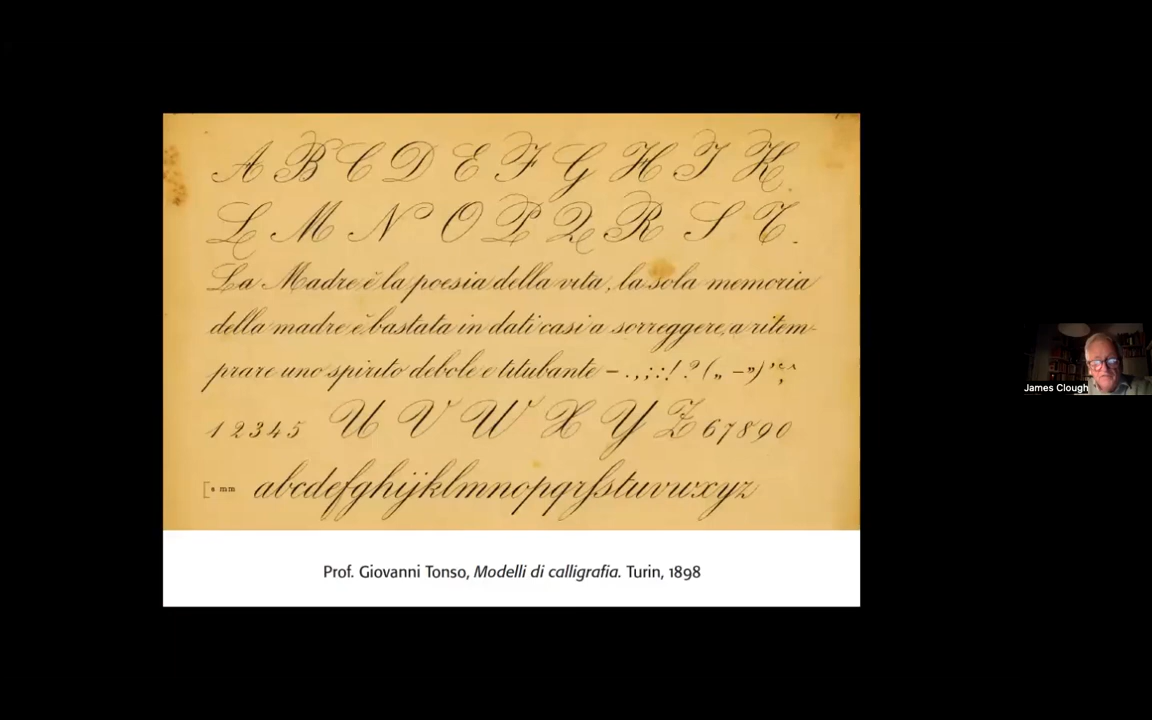 A B C D E F G H I K
L M N O P Q R S T.
La Madre è la poesia della vita, la sola memoria
della madre è bastata in dati casi a sorreggere, a ritem-
prare uno spirito debole e titubante – . , ; : ! ? ( „ – ” ) ’
1 2 3 4 5 U V W X Y Z 6 7 8 9 0
mm abcdefghijklmnopqrſstuvwxyz
Prof. Giovanni Tonso, Modelli di calligrafia. Turin, 1898
James Clough